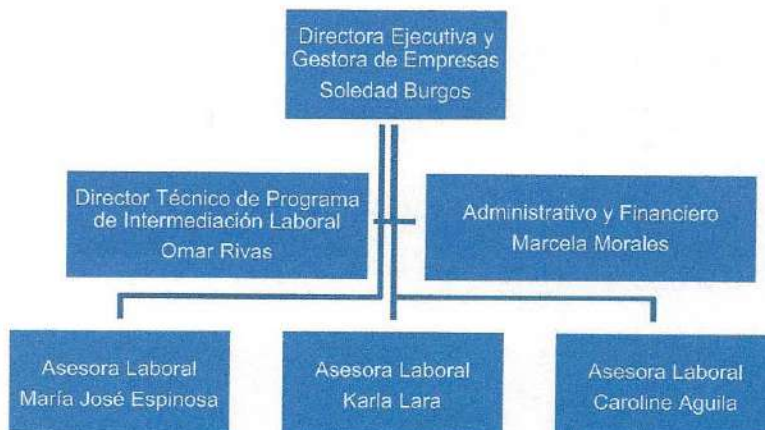 Directora Ejecutiva y
Gestora de Empresas
Soledad Burgos
Director Técnico de Programa
de Intermediación Laboral
Omar Rivas
Administrativo y Financiero
Marcela Morales
Asesora Laboral
María José Espinosa
Asesora Laboral
Karla Lara
Asesora Laboral
Caroline Aguila